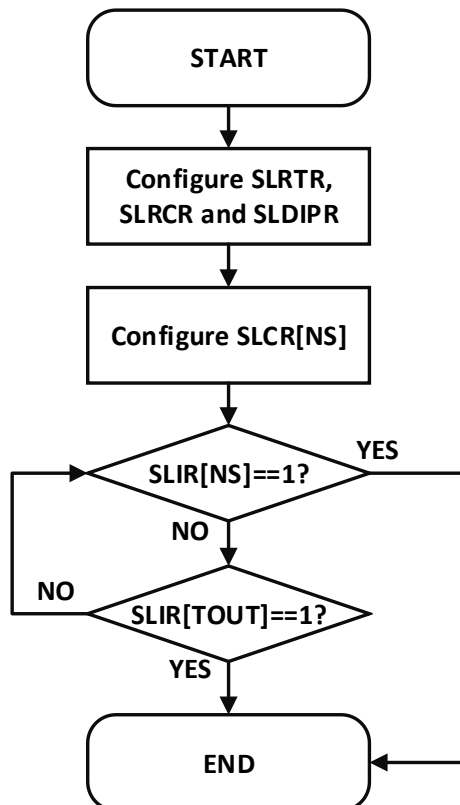 START
Configure SLRTR,
SLRCR and SLDIPR
Configure SLCR[NS]
SLIR[NS]==1?
YES
NO
SLIR[TOUT]==1?
NO
YES
END